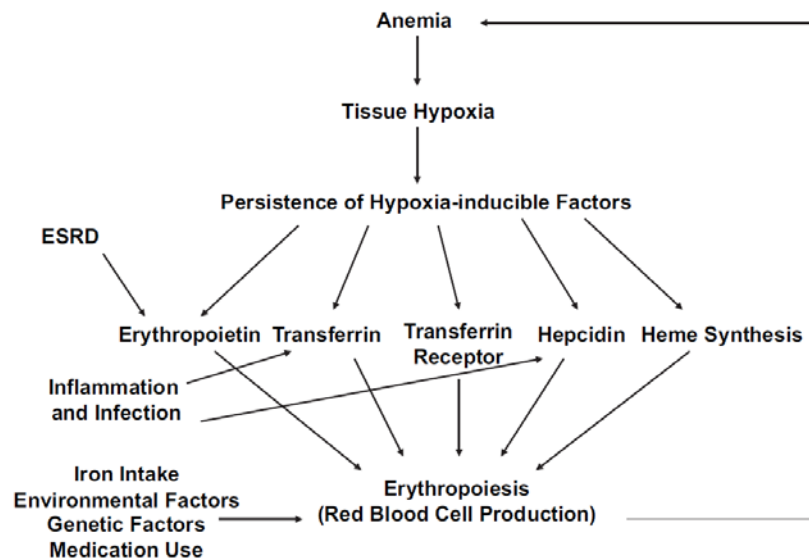 Anemia
Tissue Hypoxia
Persistence of Hypoxia-inducible Factors
ESRD
Erythropoietin
Transferrin
Transferrin
Receptor
Hepcidin
Heme Synthesis
Inflammation
and Infection
Iron Intake
Environmental Factors
Genetic Factors
Medication Use
Erythropoiesis
(Red Blood Cell Production)